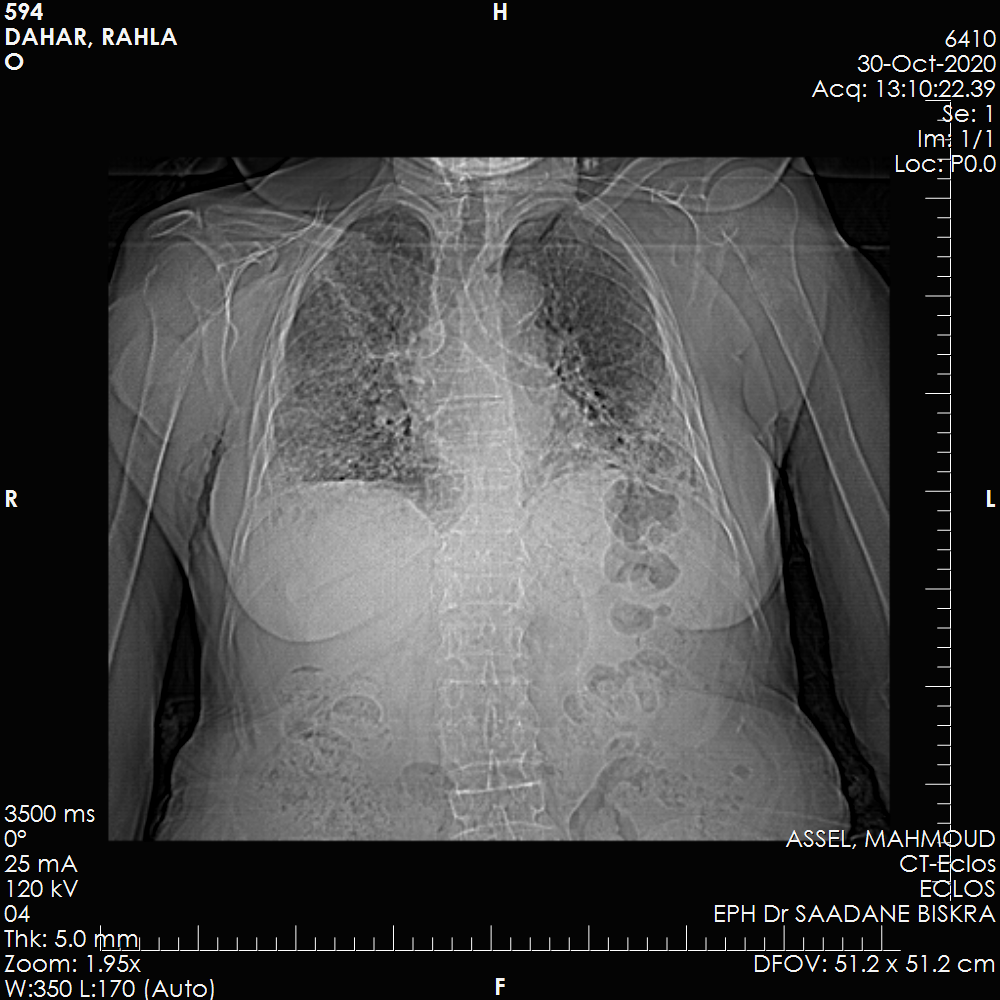 594
DAHAR, RAHLA
O
H
6410
30-Oct-2020
Acq: 13:10:22.39
Se: 1
Im: 1/1
Loc: P0.0
R
L
3500 ms
0°
25 mA
120 kV
04
Thk: 5.0 mm
Zoom: 1.95x
W:350 L:170 (Auto)
F
ASSEL, MAHMOUD
CT-Eclos
ECLOS
EPH Dr SAADANE BISKRA
DFOV: 51.2 x 51.2 cm